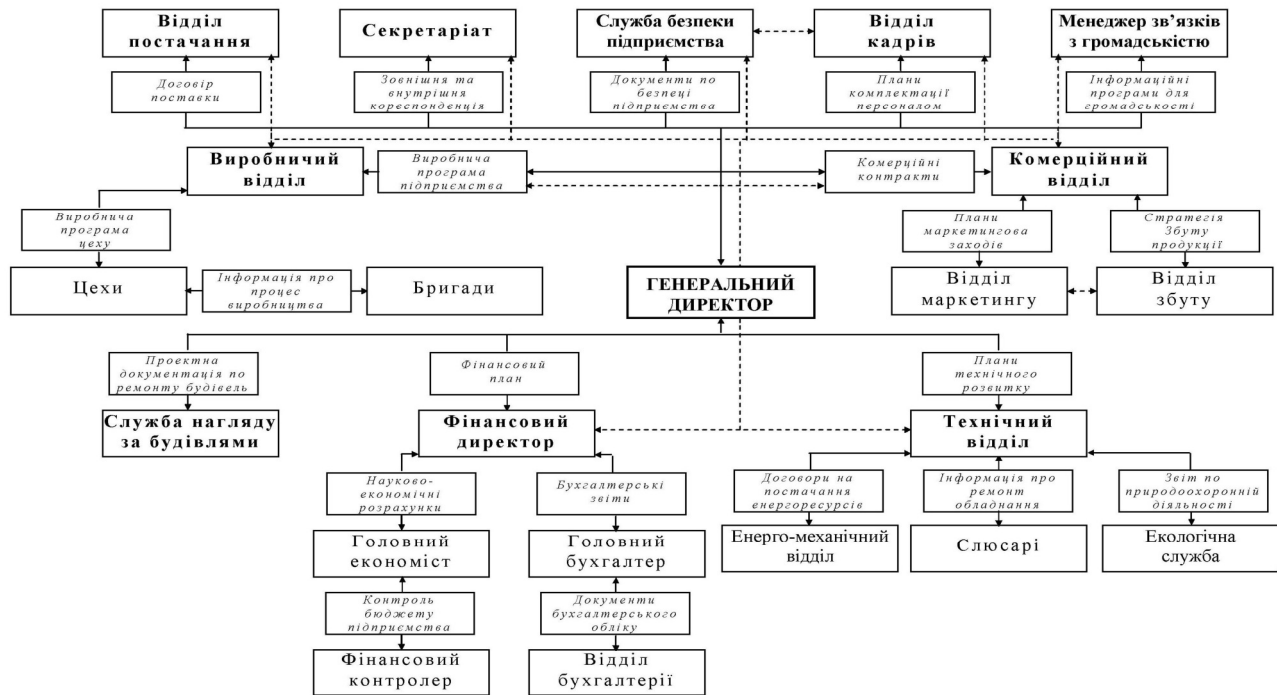 Відділ
постачання
Секретаріат
Служба безпеки
підприємства
Відділ
кадрів
Менеджер зв’язків
з громадськістю
Договір
поставки
Зовнішня та
внутрішня
кореспонденція
Документи по
безпеці
підприємства
Плани
комплектації
персоналом
Інформаційні
програми для
громадськості
Виробничий
відділ
Виробнича
програма
підприємства
Комерційні
контракти
Комерційний
відділ
Виробнича
програма
цеху
Плани
маркетингова
заходів
Стратегія
Збуту
продукції
Цехи
Інформація про
процес
виробництва
Бригади
ГЕНЕРАЛЬНИЙ
ДИРЕКТОР
Відділ
маркетингу
Відділ
збуту
Проектна
документація по
ремонту будівель
Фінансовий
план
Плани
технічного
розвитку
Служба нагляду
за будівлями
Фінансовий
директор
Технічний
відділ
Науково-
економічні
розрахунки
Бухгалтерські
звіти
Договори на
постачання
енергоресурсів
Інформація про
ремонт
обладнання
Звіт по
природоохоронній
діяльності
Головний
економіст
Головний
бухгалтер
Енерго-механічний
відділ
Слюсарі
Екологічна
служба
Контроль
бюджету
підприємства
Документи
бухгалтерського
обліку
Фінансовий
контролер
Відділ
бухгалтерії